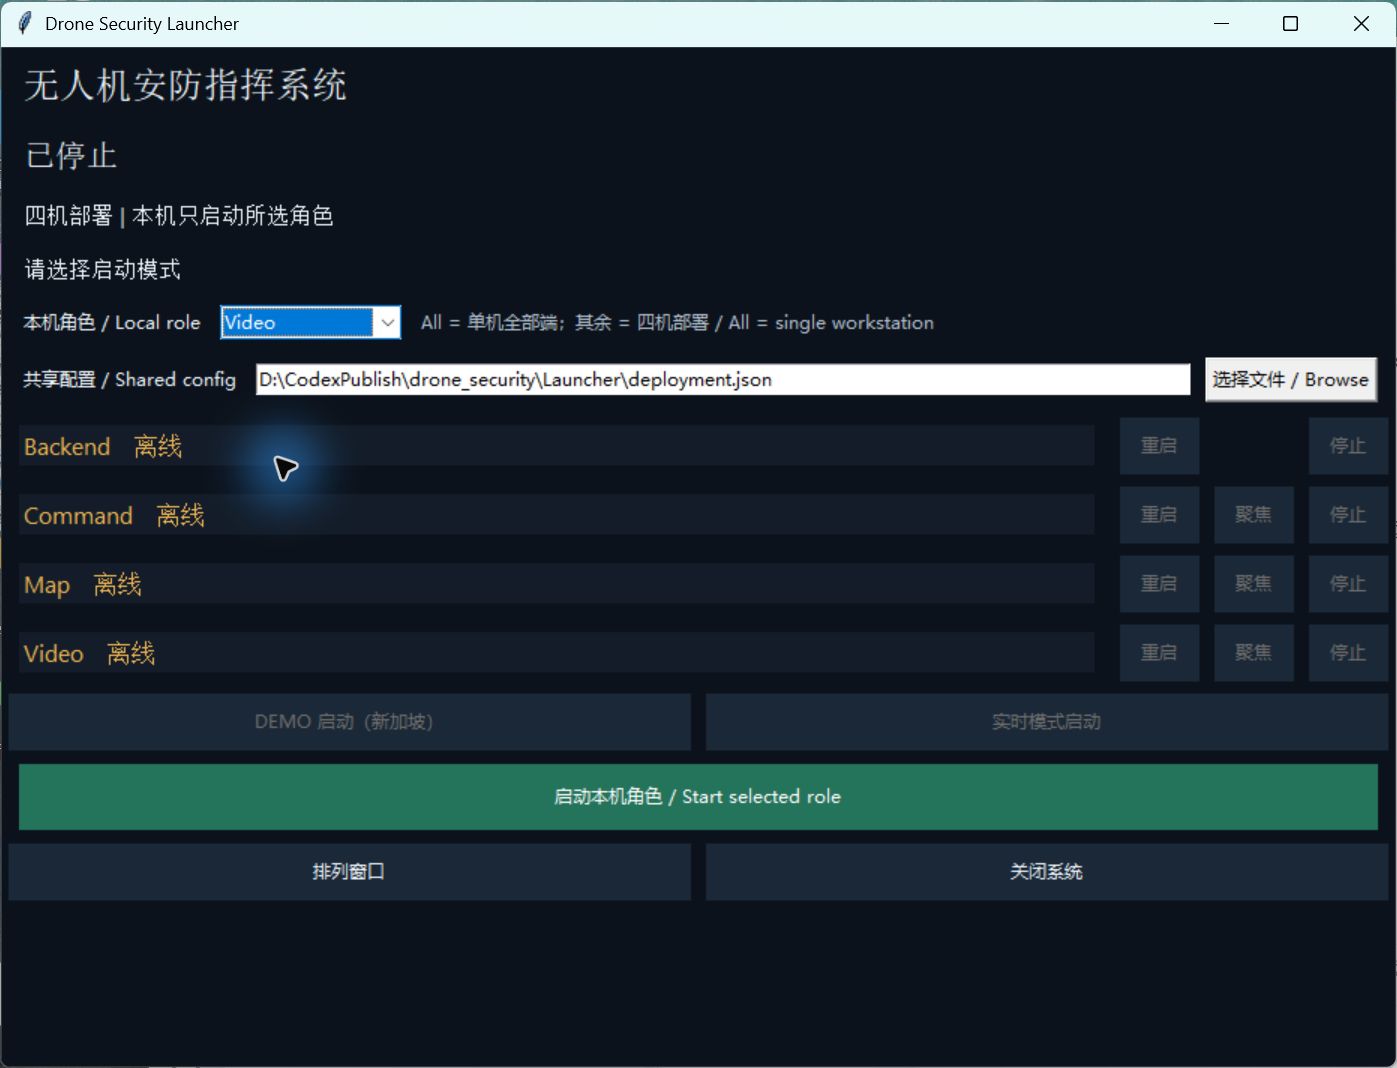 Drone Security Launcher
无人机安防指挥系统
已停止
四机部署 | 本机只启动所选角色
请选择启动模式
本机角色 / Local role Video All = 单机全部端；其余 = 四机部署 / All = single workstation
共享配置 / Shared config D:\CodexPublish\drone_security\Launcher\deployment.json 选择文件 / Browse
Backend 离线 重启 停止
Command 离线 重启 聚焦 停止
Map 离线 重启 聚焦 停止
Video 离线 重启 聚焦 停止
DEMO 启动（新加坡） 实时模式启动
启动本机角色 / Start selected role
排列窗口 关闭系统